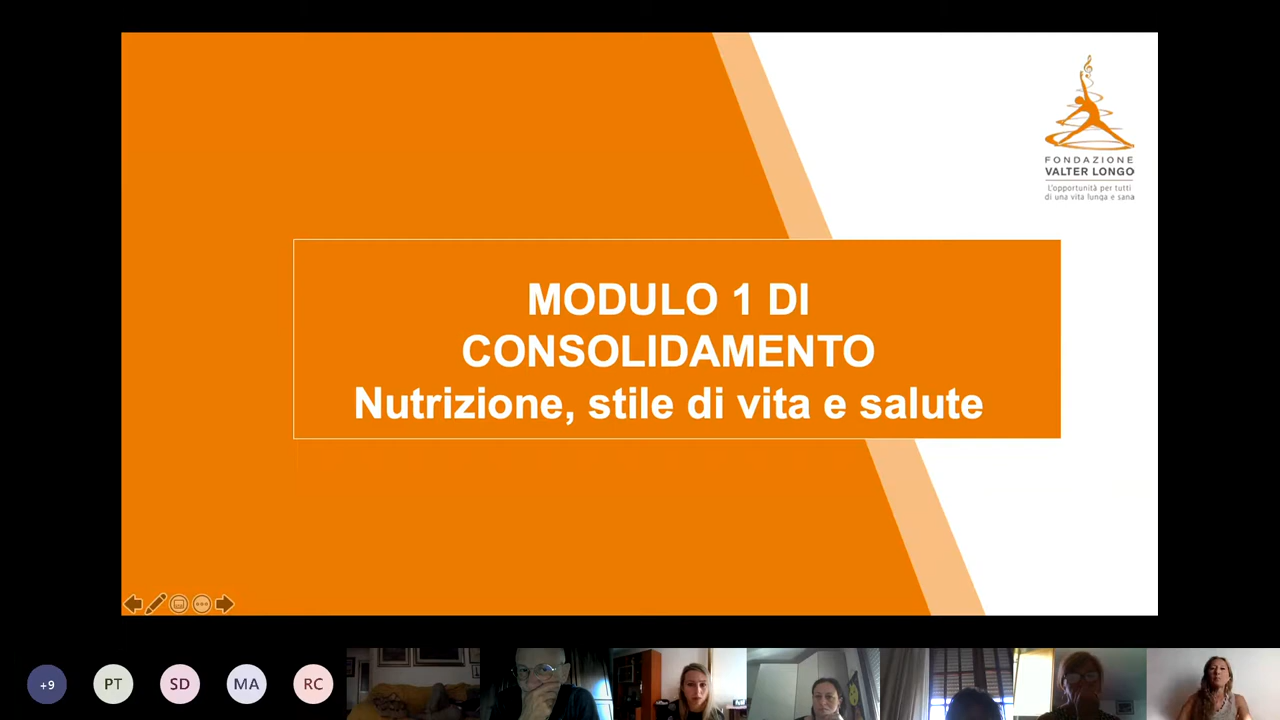 FONDAZIONE
VALTER LONGO
L'opportunità per tutti
di una vita lunga e sana
MODULO 1 DI
CONSOLIDAMENTO
Nutrizione, stile di vita e salute
+9
PT
SD
MA
RC